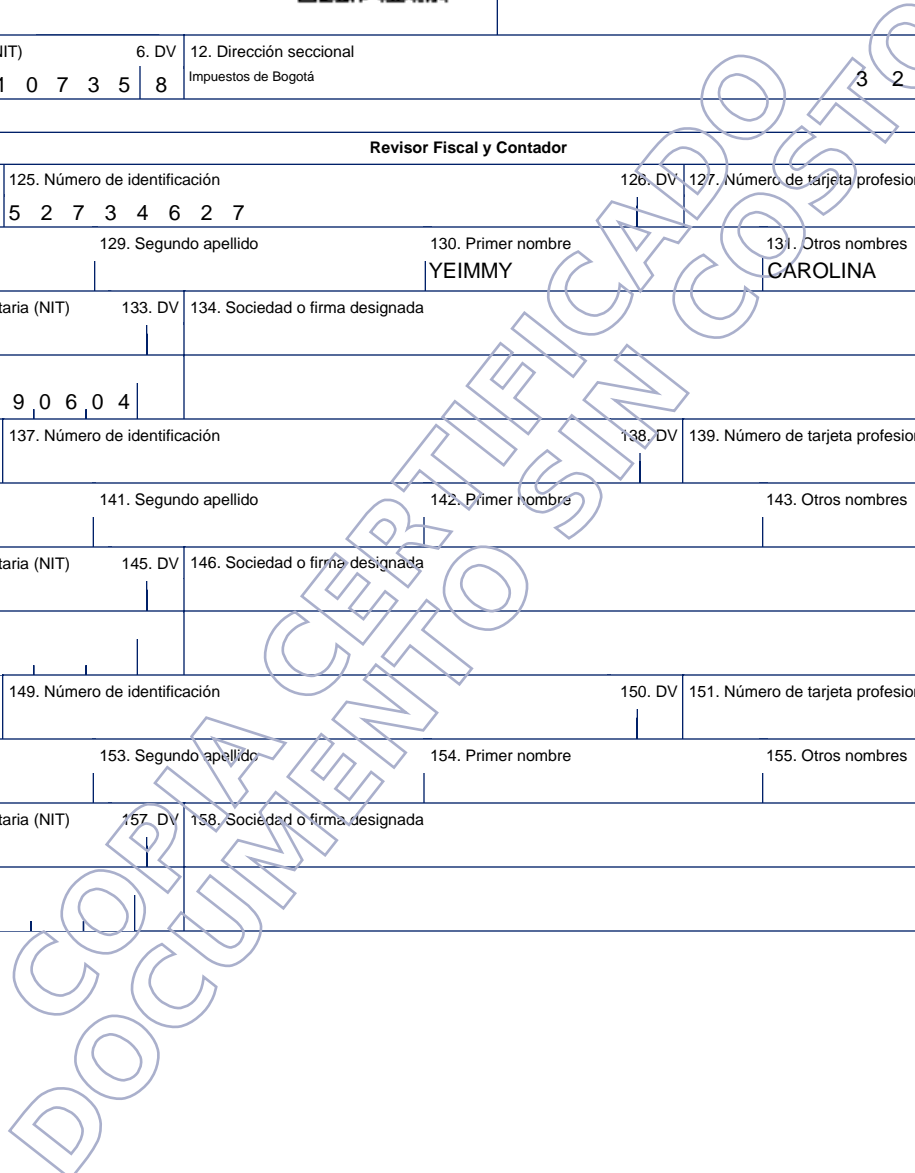 NIT) 6. DV 12. Dirección seccional
1 0 7 3 5 8 Impuestos de Bogotá 3 2
Revisor Fiscal y Contador
125. Número de identificación 126. DV 127. Número de tarjeta profesion
5 2 7 3 4 6 2 7
129. Segundo apellido 130. Primer nombre 131. Otros nombres
YEIMMY CAROLINA
taria (NIT) 133. DV 134. Sociedad o firma designada
9 0 6 0 4
137. Número de identificación 138. DV 139. Número de tarjeta profesion
141. Segundo apellido 142. Primer nombre 143. Otros nombres
taria (NIT) 145. DV 146. Sociedad o firma designada
149. Número de identificación 150. DV 151. Número de tarjeta profesion
153. Segundo apellido 154. Primer nombre 155. Otros nombres
taria (NIT) 157. DV 158. Sociedad o firma designada
COPIA CERTIFICADO
DOCUMENTO SIN COSTO